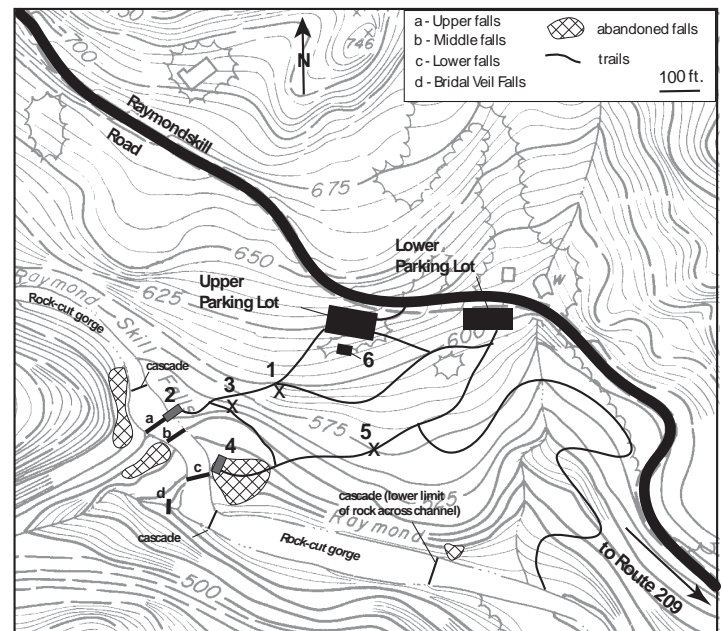 a - Upper falls
b - Middle falls
c - Lower falls
d - Bridal Veil Falls
abandoned falls
trails
100 ft.
N
700
746
Raymondskill
Road
675
650
625
Lower
Parking Lot
Upper
Parking Lot
Raymond Skill Falls
Rock-cut gorge
W
600
6
cascade
1
2
3
a
b
575
4
5
c
d
cascade (lower limit
of rock across channel)
Raymond
cascade
Rock-cut gorge
500
to Route 209